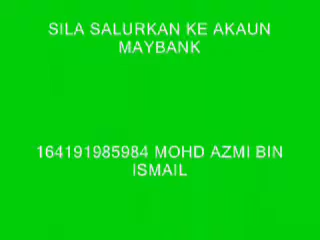 SILA SALURKAN KE AKAUN
MAYBANK
164191985984 MOHD AZMI BIN
ISMAIL